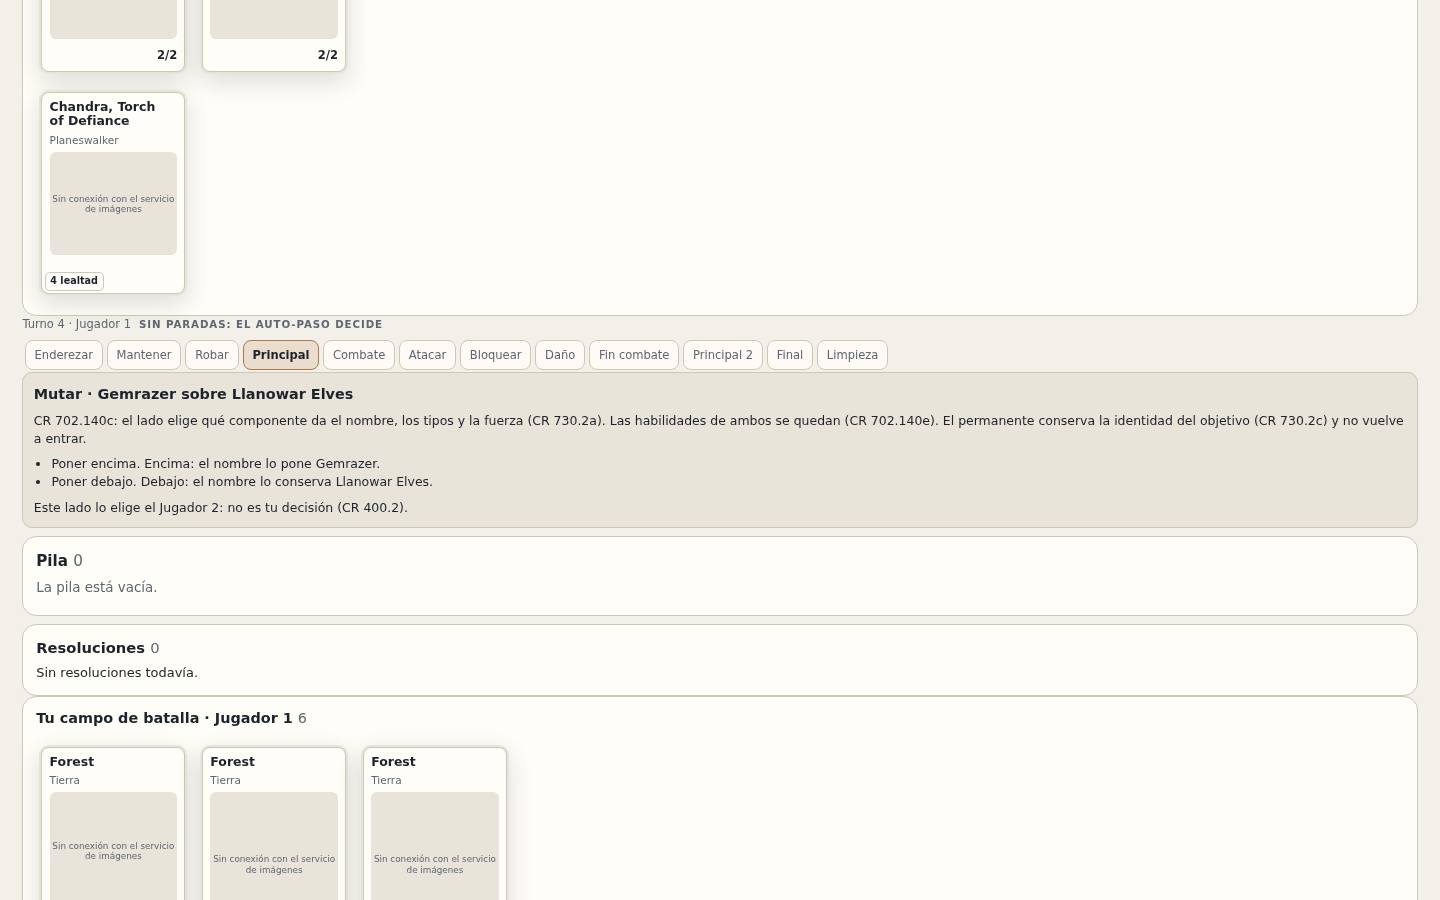 2/2
2/2
Chandra, Torch
of Defiance
Planeswalker
Sin conexión con el servicio
de imágenes
4 lealtad
Turno 4 · Jugador 1 SIN PARADAS: EL AUTO-PASO DECIDE
Enderezar Mantener Robar Principal Combate Atacar Bloquear Daño Fin combate Principal 2 Final Limpieza
Mutar · Gemrazer sobre Llanowar Elves
CR 702.140c: el lado elige qué componente da el nombre, los tipos y la fuerza (CR 730.2a). Las habilidades de ambos se quedan (CR 702.140e). El permanente conserva la identidad del objetivo (CR 730.2c) y no vuelve
a entrar.
• Poner encima. Encima: el nombre lo pone Gemrazer.
• Poner debajo. Debajo: el nombre lo conserva Llanowar Elves.
Este lado lo elige el Jugador 2: no es tu decisión (CR 400.2).
Pila 0
La pila está vacía.
Resoluciones 0
Sin resoluciones todavía.
Tu campo de batalla · Jugador 1 6
Forest
Tierra
Sin conexión con el servicio
de imágenes
Forest
Tierra
Sin conexión con el servicio
de imágenes
Forest
Tierra
Sin conexión con el servicio
de imágenes